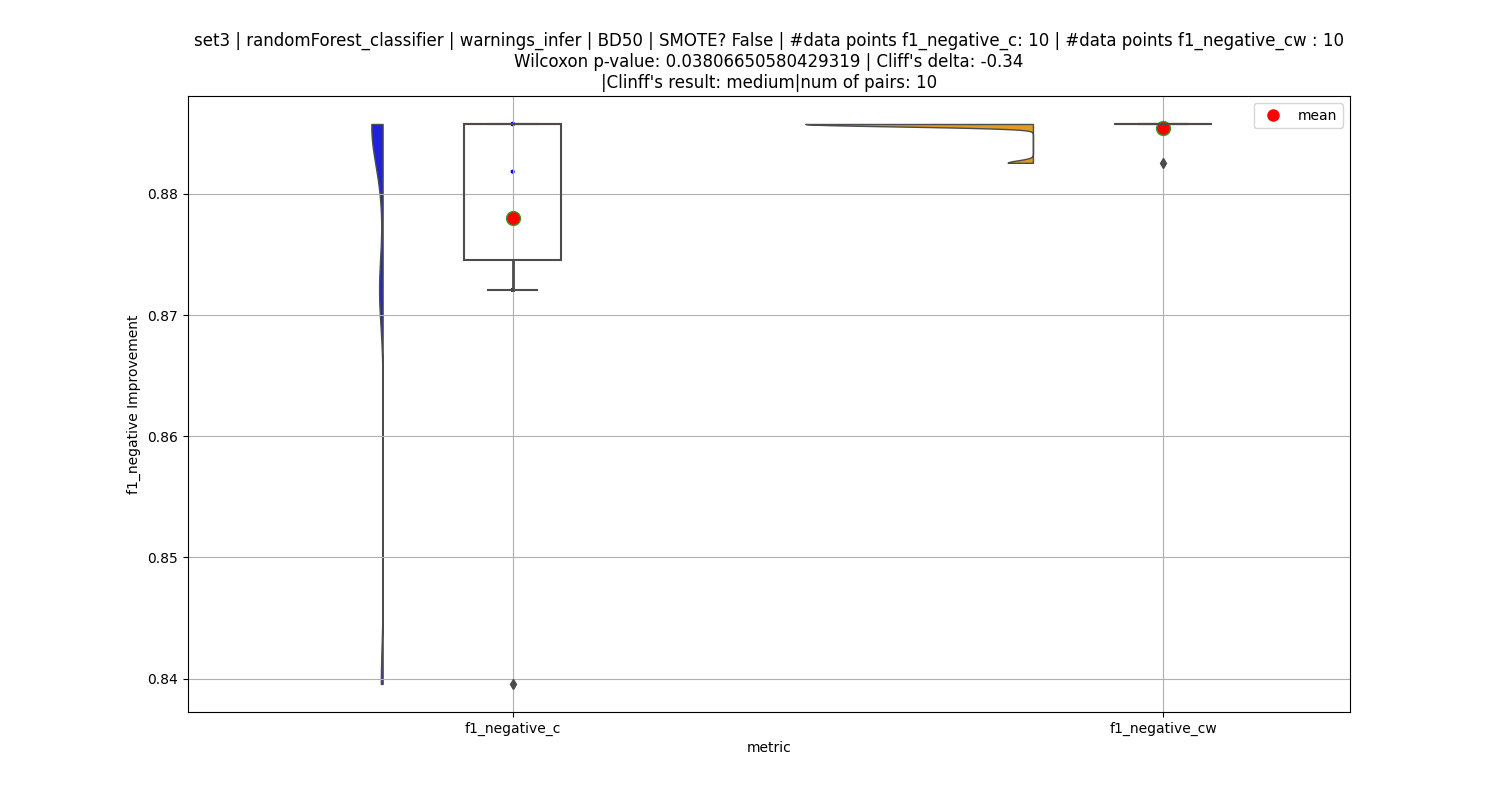 set3 | randomForest_classifier | warnings_infer | BD50 | SMOTE? False | #data points f1_negative_c: 10 | #data points f1_negative_cw : 10
Wilcoxon p-value: 0.03806650580429319 | Cliff's delta: -0.34
|Clinff's result: medium|num of pairs: 10
mean
0.88
0.87
0.86
0.85
0.84
f1_negative Improvement
f1_negative_c
f1_negative_cw
metric